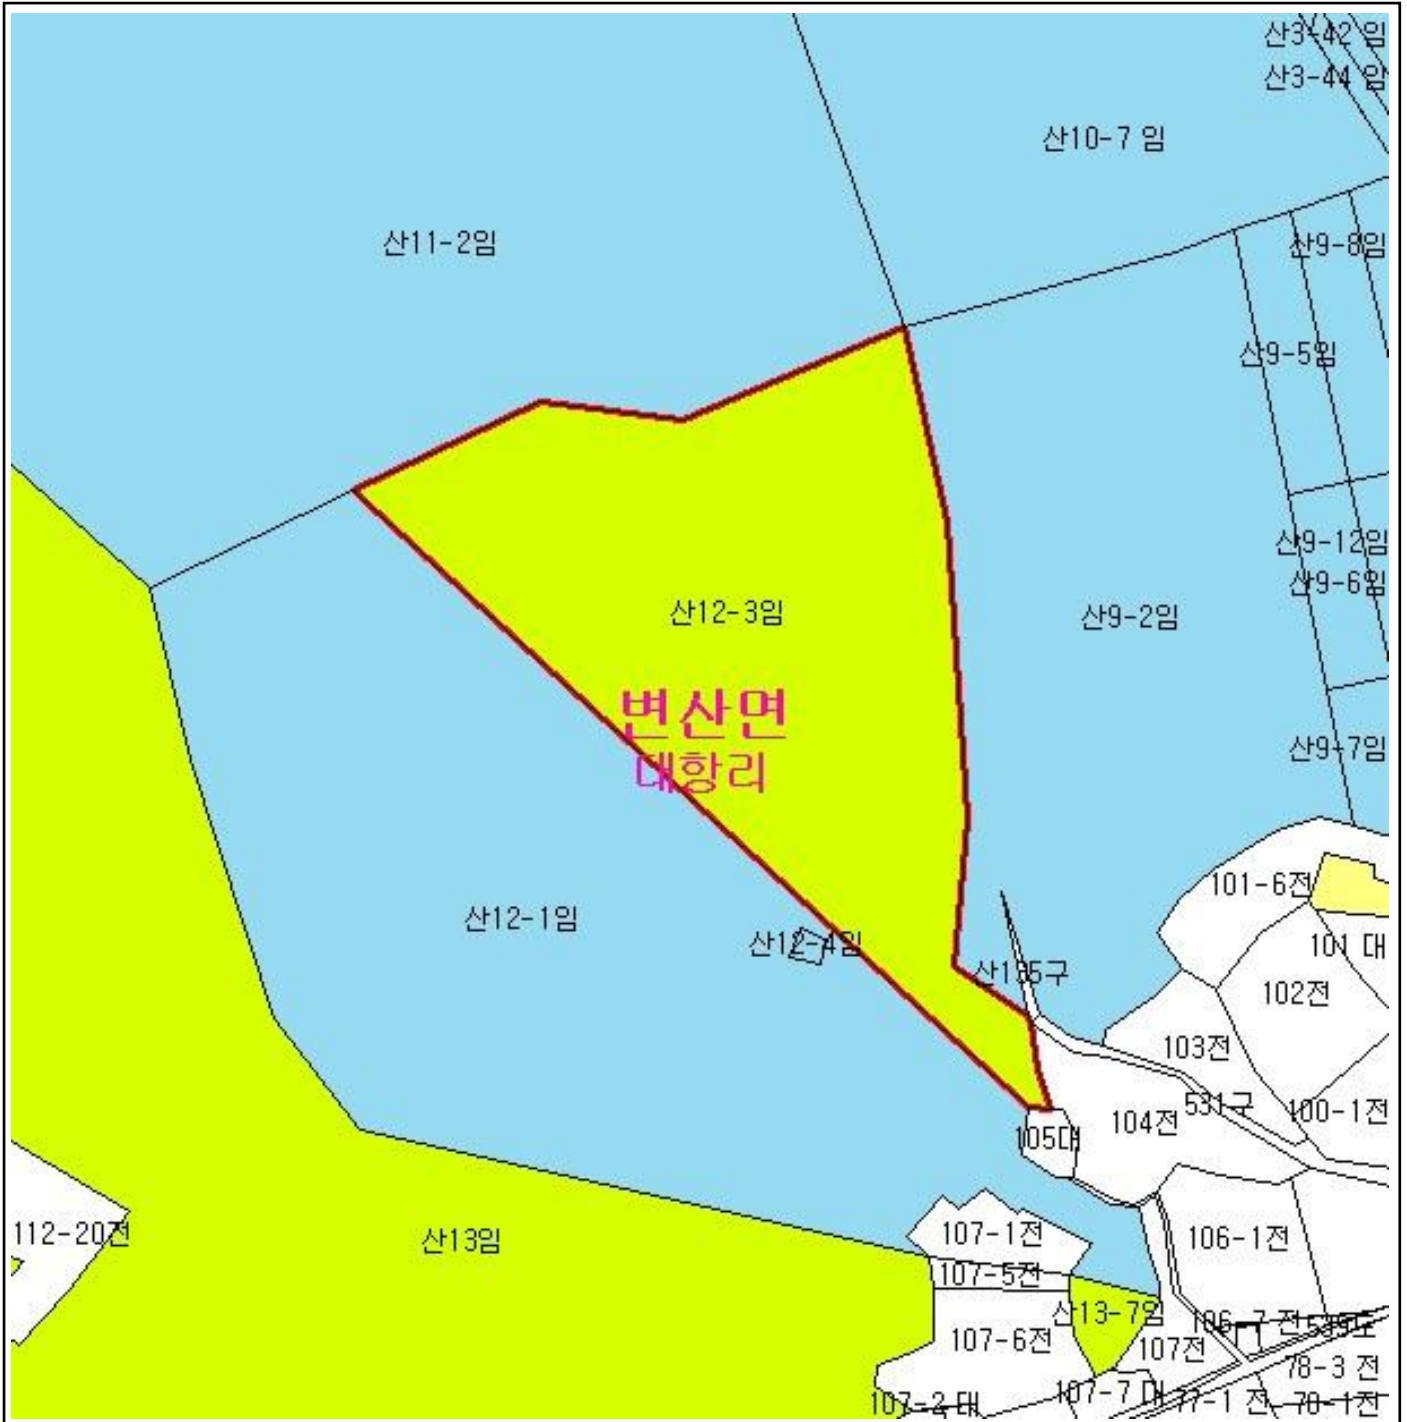 산3-42 임
산3-44 임
산10-7 임
산11-2임
산9-8임
산9-5임
산9-12임
산9-6임
산12-3임
산9-2임
변산면
대항리
산9-7임
101-6전
산12-1임
산12-4임
101 대
산135구
102전
103전
531구
100-1전
104전
105대
112-20전
산13임
107-1전
106-1전
107-5전
산13-7임
106-7 전
107-6전
107전
78-3 전
107-2 대
107-7 대
77-1 전